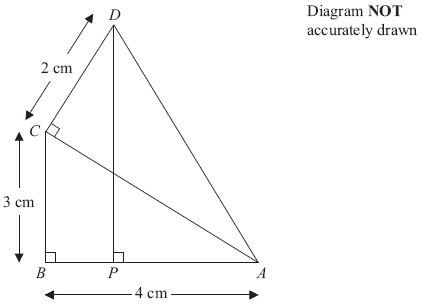 D
Diagram NOT
accurately drawn
2 cm
C
3 cm
B
P
A
4 cm